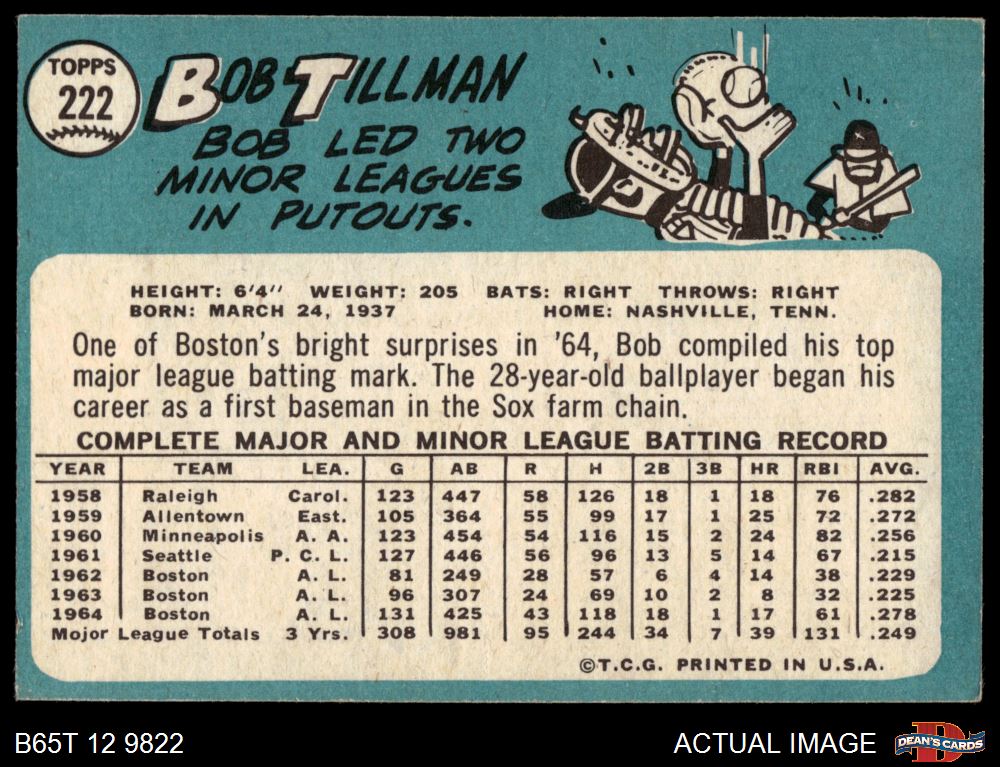 TOPPS
222
BOB TILLMAN
BOB LED TWO
MINOR LEAGUES
IN PUTOUTS.
HEIGHT: 6'4" WEIGHT: 205 BATS: RIGHT THROWS: RIGHT
BORN: MARCH 24, 1937 HOME: NASHVILLE, TENN.
One of Boston's bright surprises in '64, Bob compiled his top
major league batting mark. The 28-year-old ballplayer began his
career as a first baseman in the Sox farm chain.
COMPLETE MAJOR AND MINOR LEAGUE BATTING RECORD
YEAR TEAM LEA. G AB R H 2B 3B HR RBI AVG.
1958 Raleigh Carol. 123 447 58 126 18 1 18 76 .282
1959 Allentown East. 105 364 55 99 17 1 25 72 .272
1960 Minneapolis A. A. 123 454 54 116 15 2 24 82 .256
1961 Seattle P. C. L. 127 446 56 96 13 5 14 67 .215
1962 Boston A. L. 81 249 28 57 6 4 14 38 .229
1963 Boston A. L. 96 307 24 69 10 2 8 32 .225
1964 Boston A. L. 131 425 43 118 18 1 17 61 .278
Major League Totals 3 Yrs. 308 981 95 244 34 7 39 131 .249
©T.C.G. PRINTED IN U.S.A.
B65T 12 9822 ACTUAL IMAGE DEAN'S CARDS